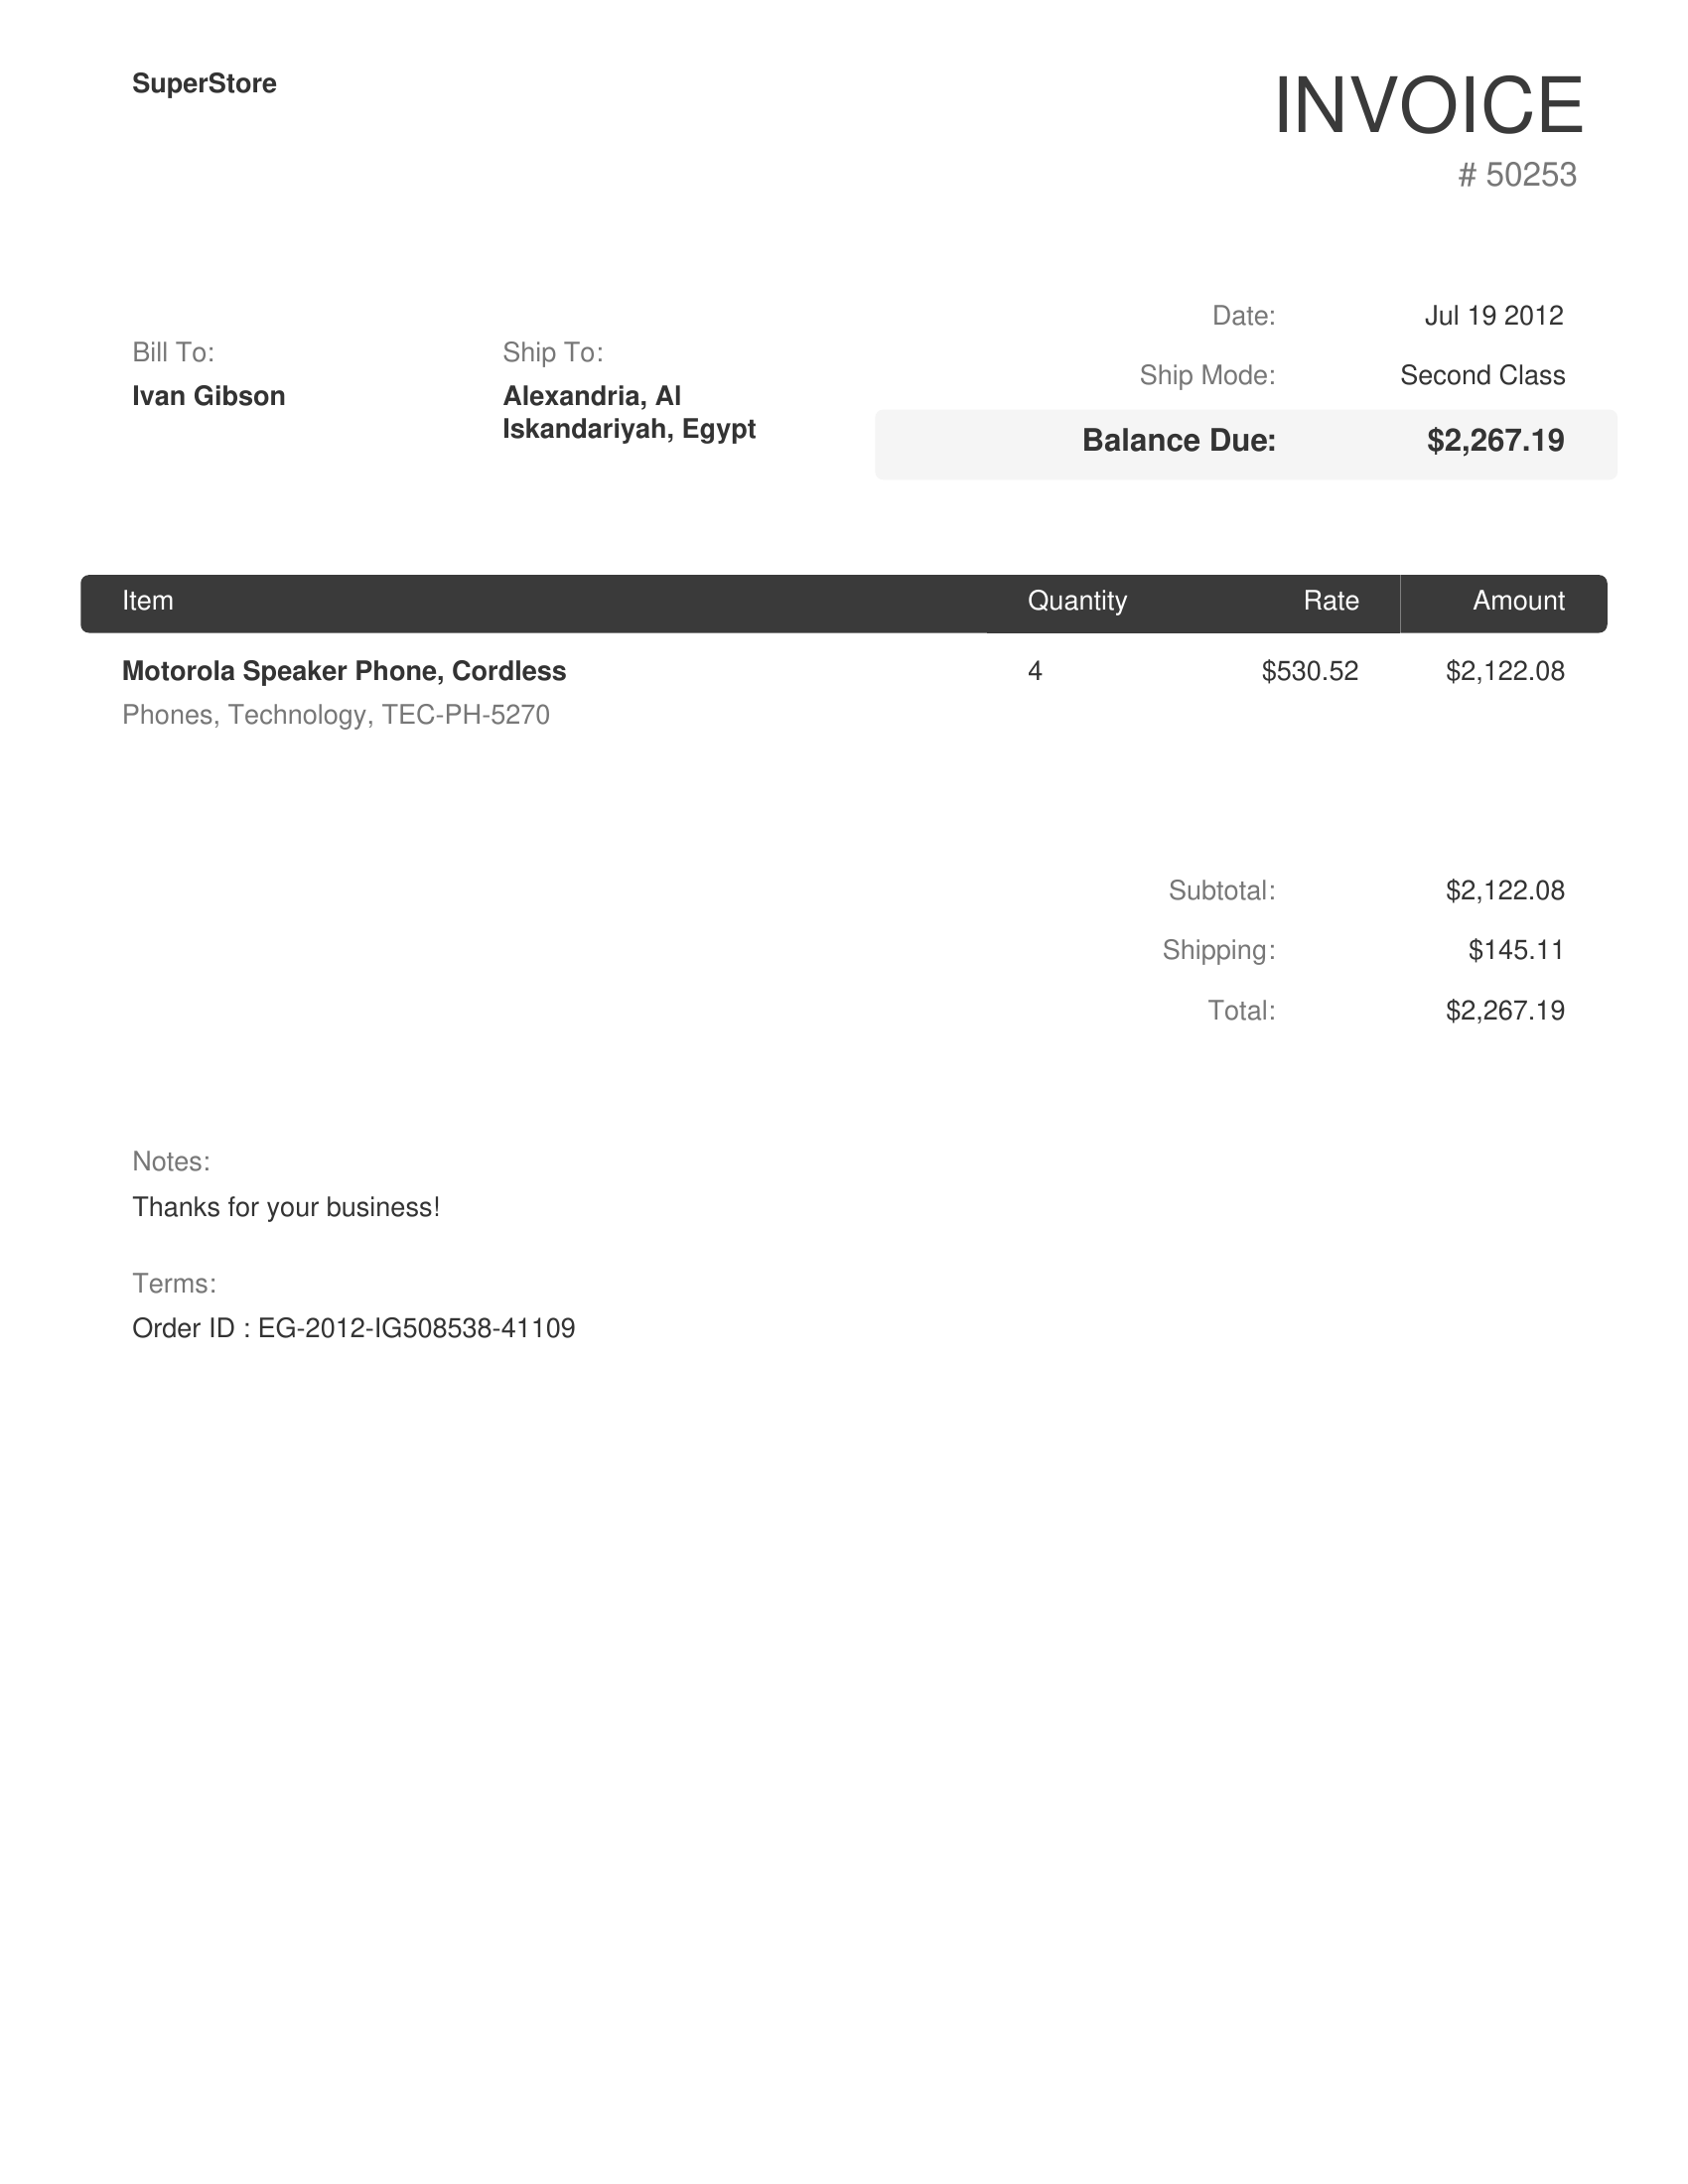 SuperStore
INVOICE
# 50253
Date: Jul 19 2012
Ship Mode: Second Class
Balance Due: $2,267.19
Bill To:
Ivan Gibson
Ship To:
Alexandria, Al
Iskandariyah, Egypt
Item Quantity Rate Amount
Motorola Speaker Phone, Cordless 4 $530.52 $2,122.08
Phones, Technology, TEC-PH-5270
Subtotal: $2,122.08
Shipping: $145.11
Total: $2,267.19
Notes:
Thanks for your business!
Terms:
Order ID : EG-2012-IG508538-41109